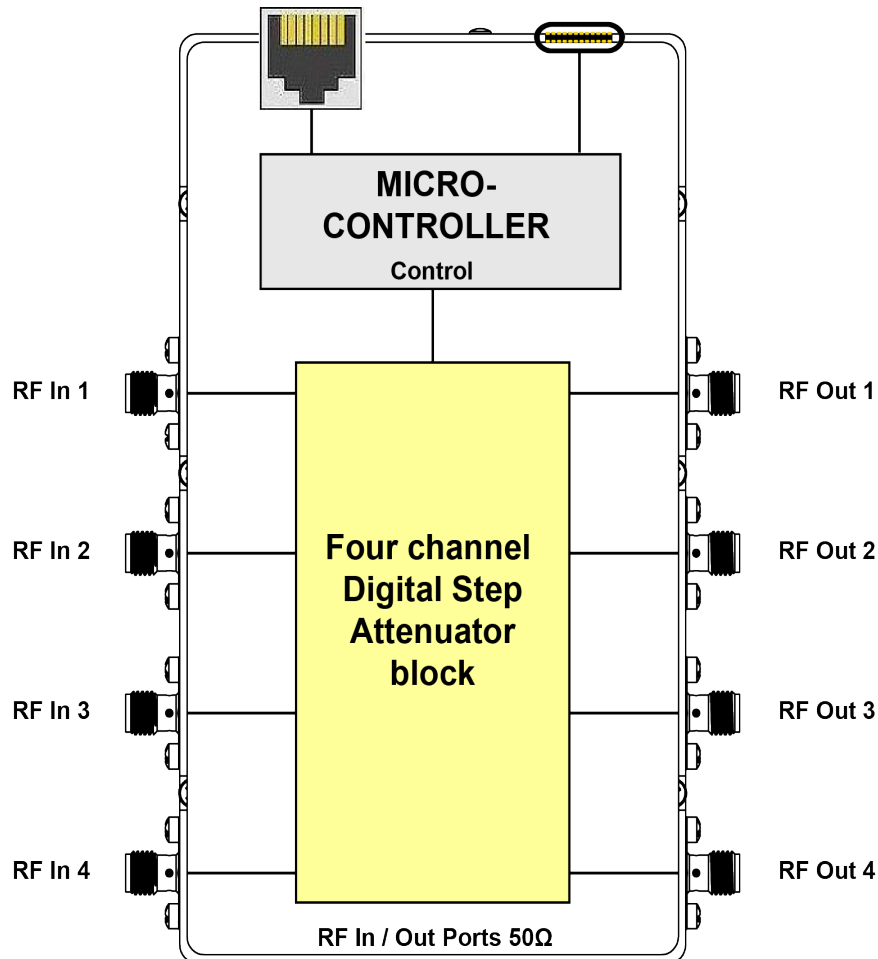 MICRO-
CONTROLLER
Control
RF In 1
RF Out 1
RF In 2
RF Out 2
Four channel
Digital Step
Attenuator
block
RF In 3
RF Out 3
RF In 4
RF Out 4
RF In / Out Ports 50Ω